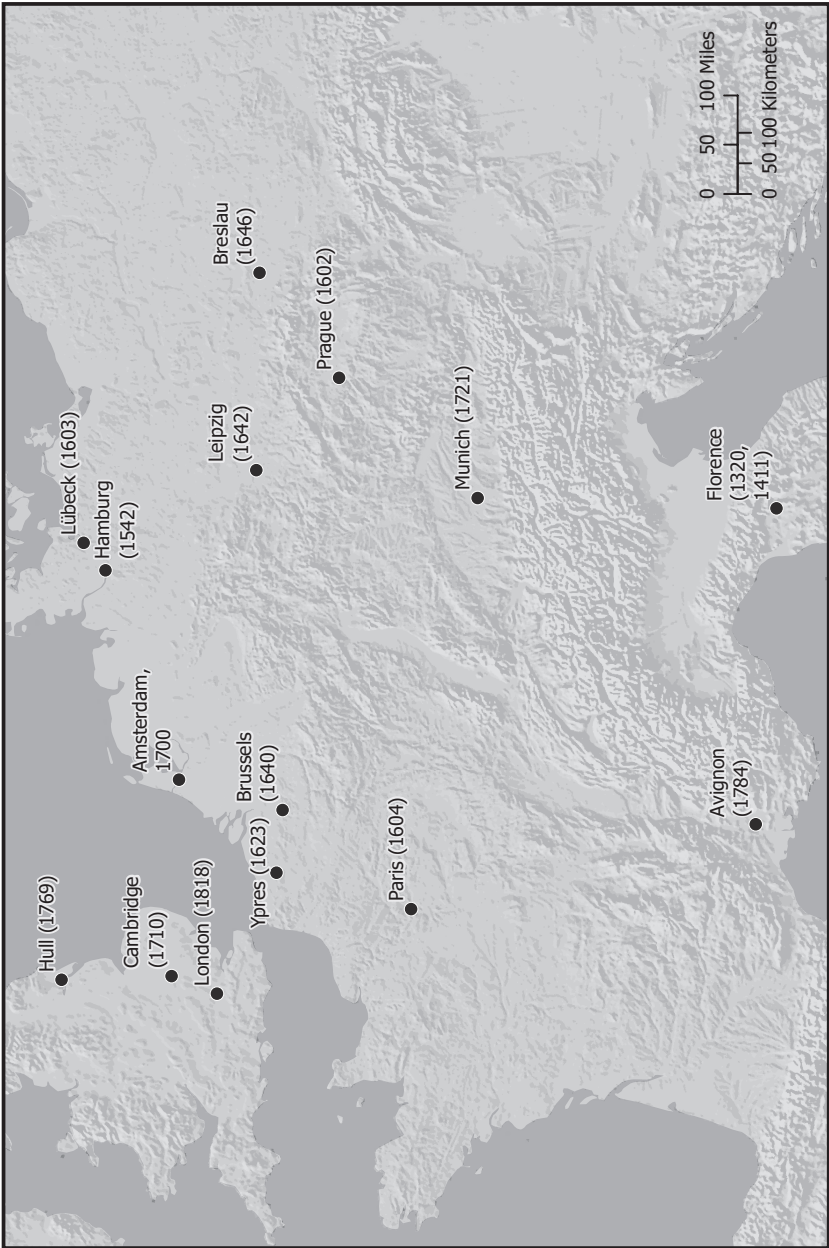 Hull (1769)
Cambridge
(1710)
London (1818)
Amsterdam,
1700
Ypres (1623)
Brussels
(1640)
Paris (1604)
Avignon
(1784)
Lübeck (1603)
Hamburg
(1542)
Leipzig
(1642)
Breslau
(1646)
Prague (1602)
Munich (1721)
Florence
(1320,
1411)
0 50 100 Miles
0 50 100 Kilometers